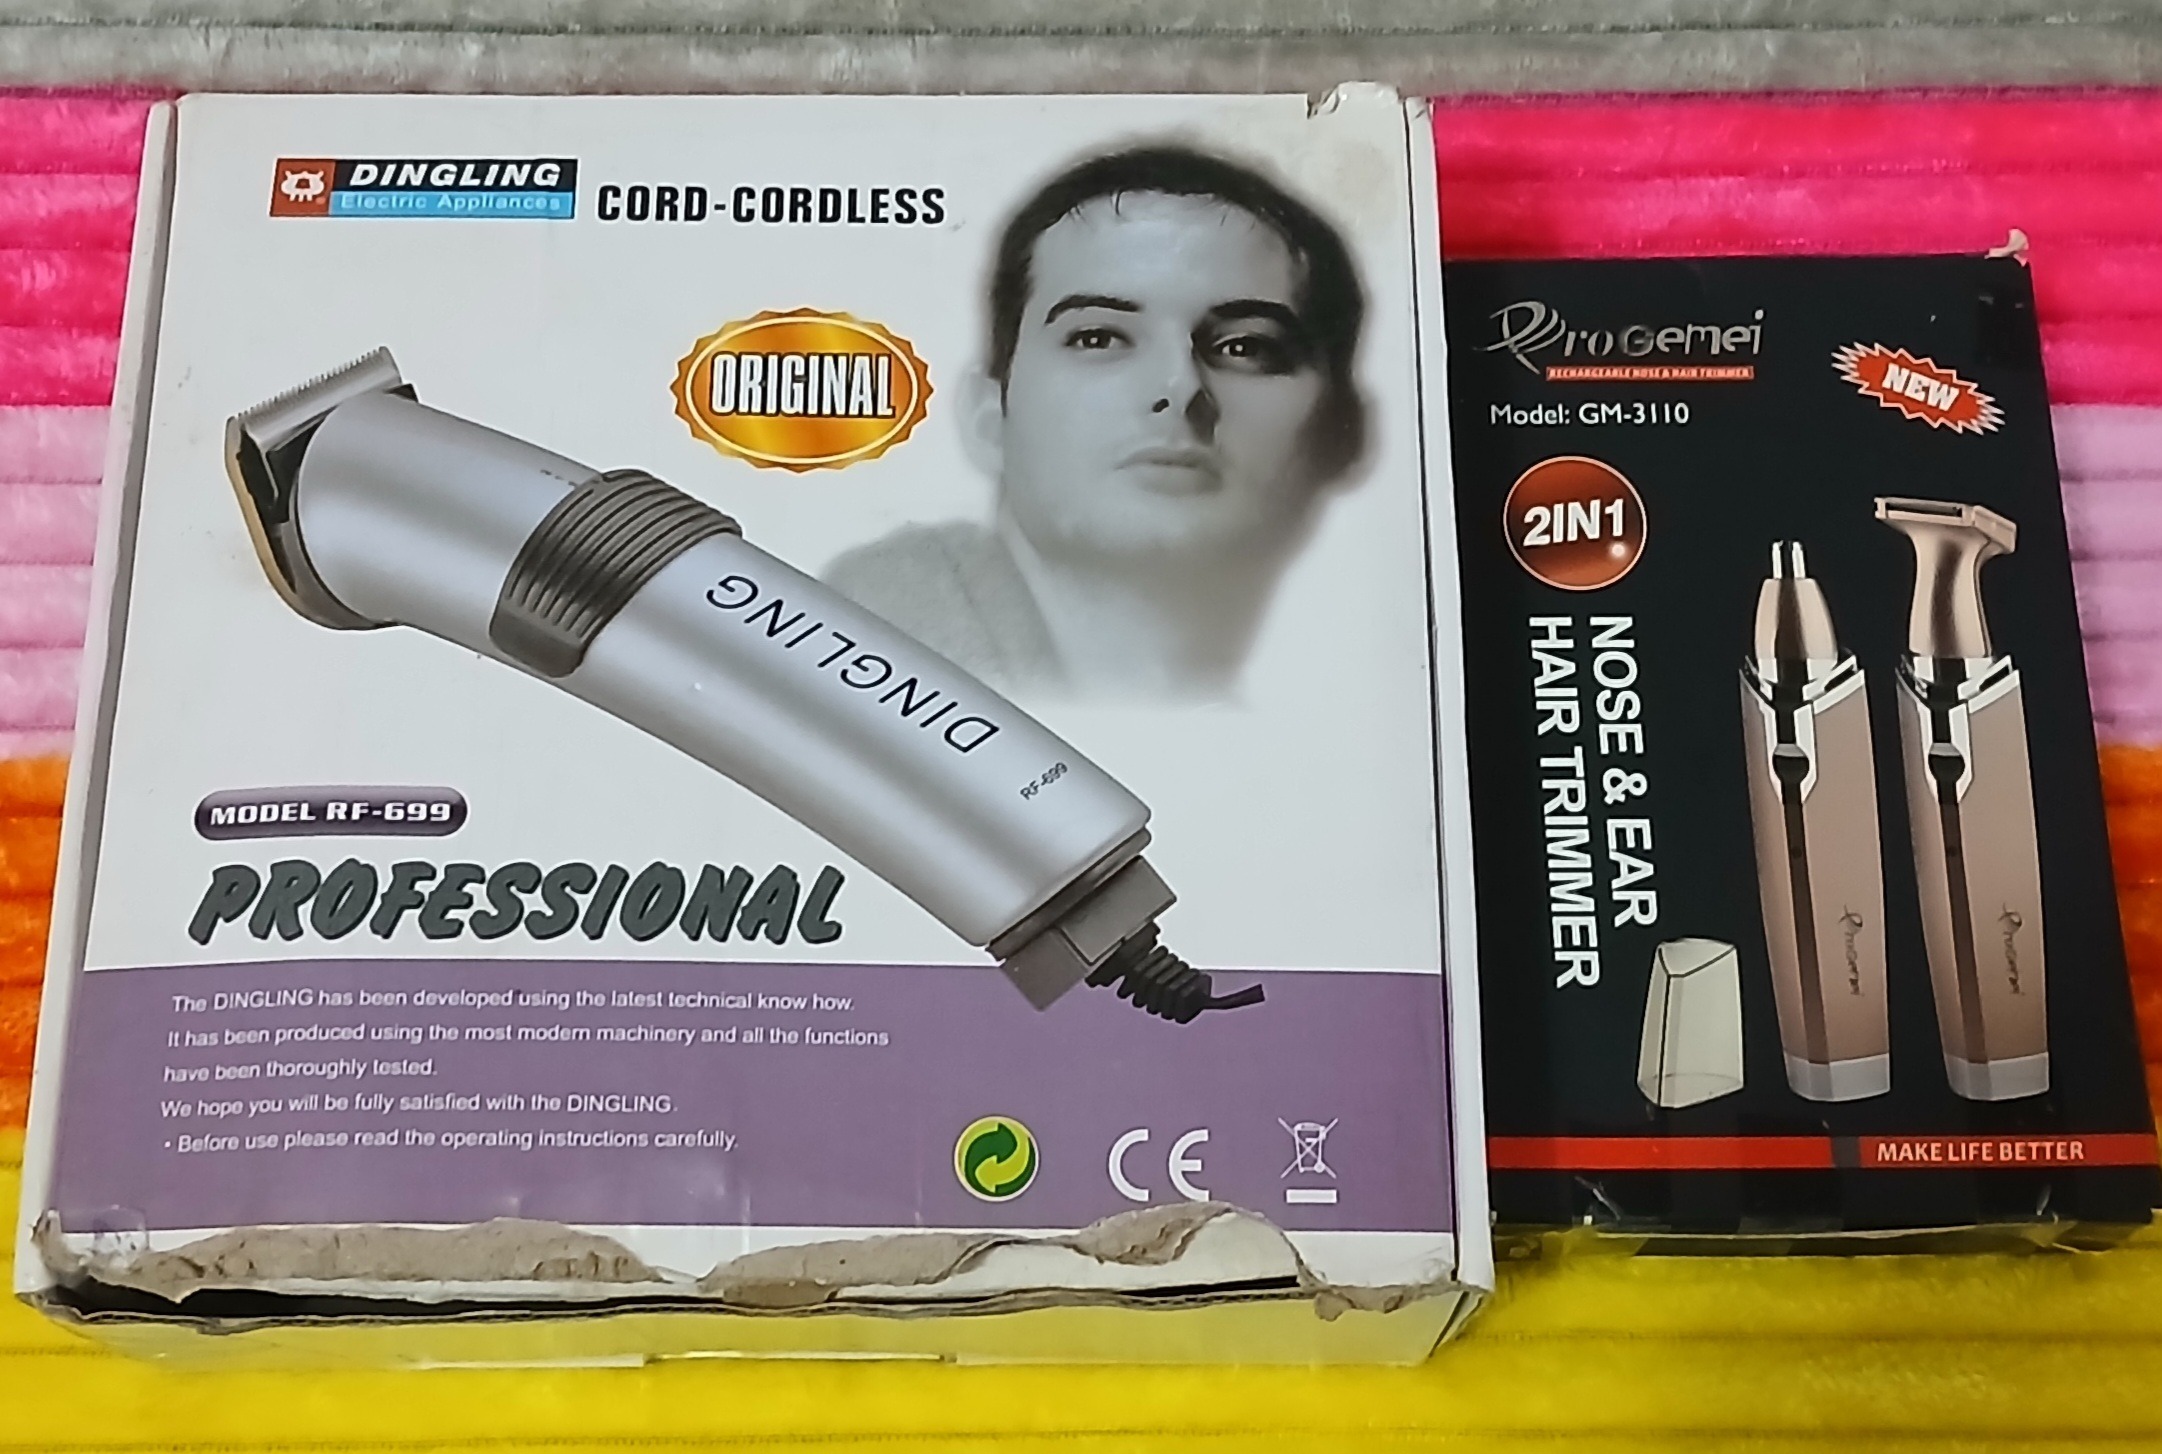 DINGLING
Electric Appliances
CORD-CORDLESS
ORIGINAL
DINGLING
RF-699
MODEL RF-699
PROFESSIONAL
The DINGLING has been developed using the latest technical know how.
It has been produced using the most modern machinery and all the functions
have been thoroughly tested.
We hope you will be fully satisfied with the DINGLING.
• Before use please read the operating instructions carefully.
CE
ProGemei
RECHARGEABLE NOSE & HAIR TRIMMER
Model: GM-3110
NEW
2IN1
NOSE & EAR
HAIR TRIMMER
ProGemei
ProGemei
MAKE LIFE BETTER